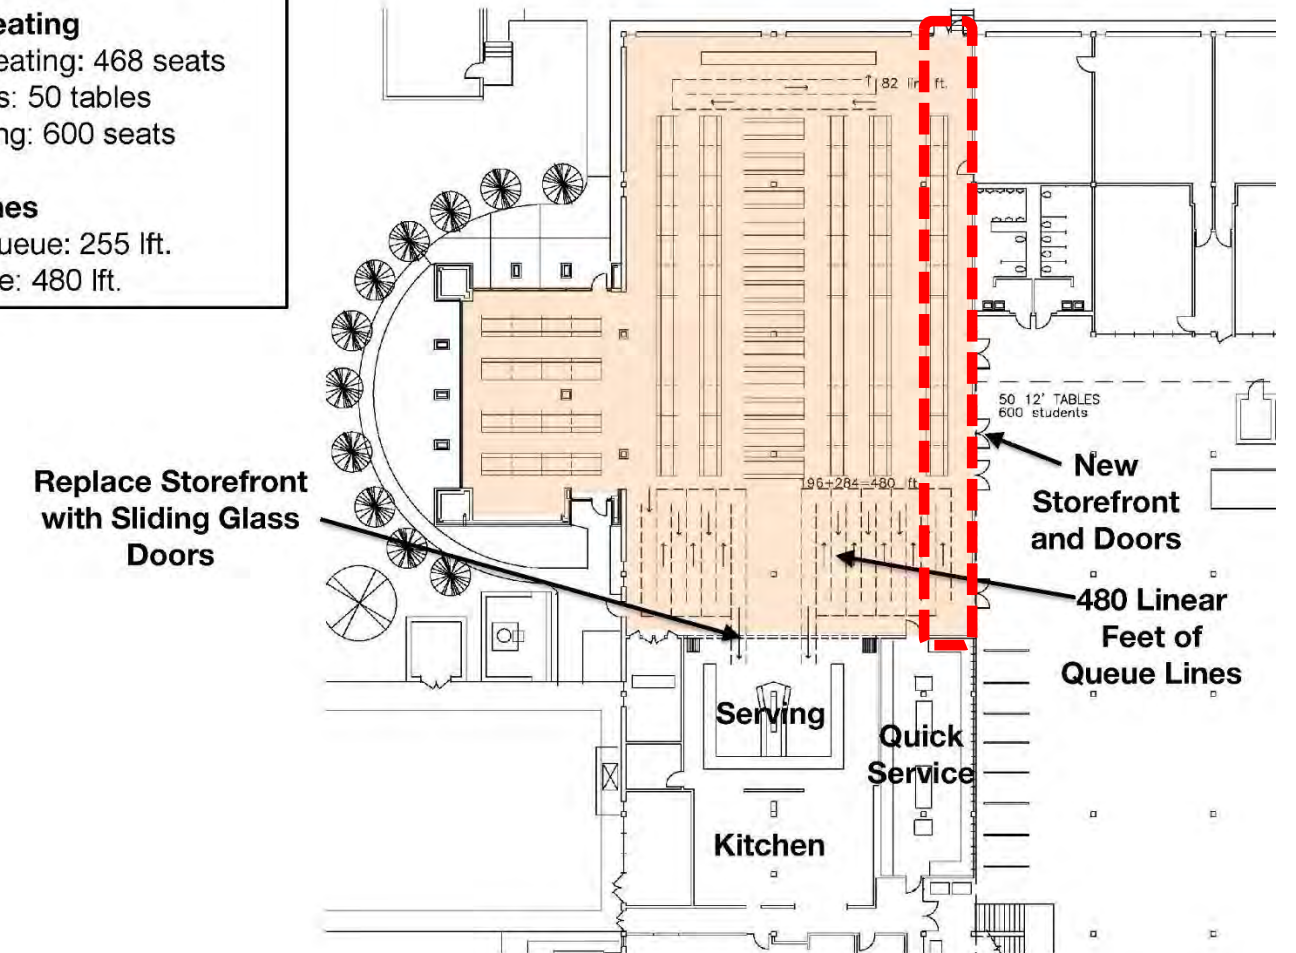 eating
eating: 468 seats
s: 50 tables
ng: 600 seats
nes
ueue: 255 lft.
e: 480 lft.
82 lin ft.
50 12' TABLES
600 students
Replace Storefront
with Sliding Glass
Doors
New
Storefront
and Doors
196+284=480 ft.
480 Linear
Feet of
Queue Lines
Serving
Quick
Service
Kitchen